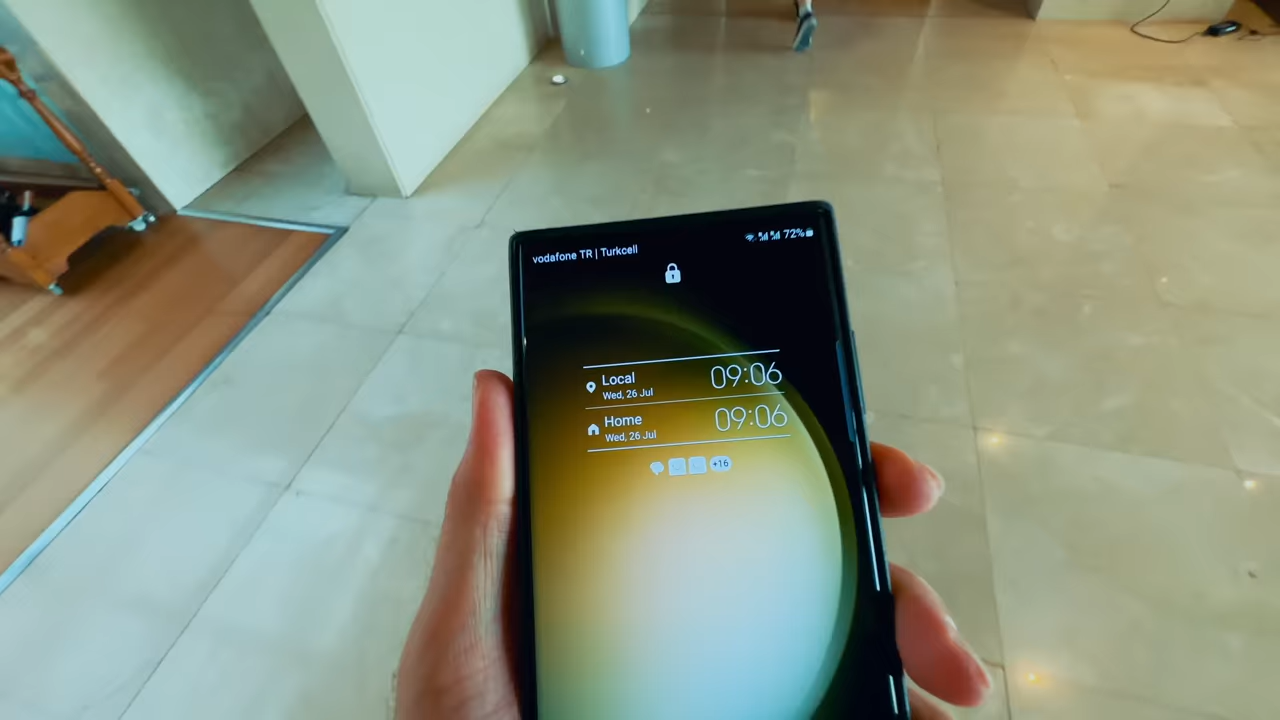 vodafone TR | Turkcell
72%
Local
Wed, 26 Jul
09:06
Home
Wed, 26 Jul
09:06
+16